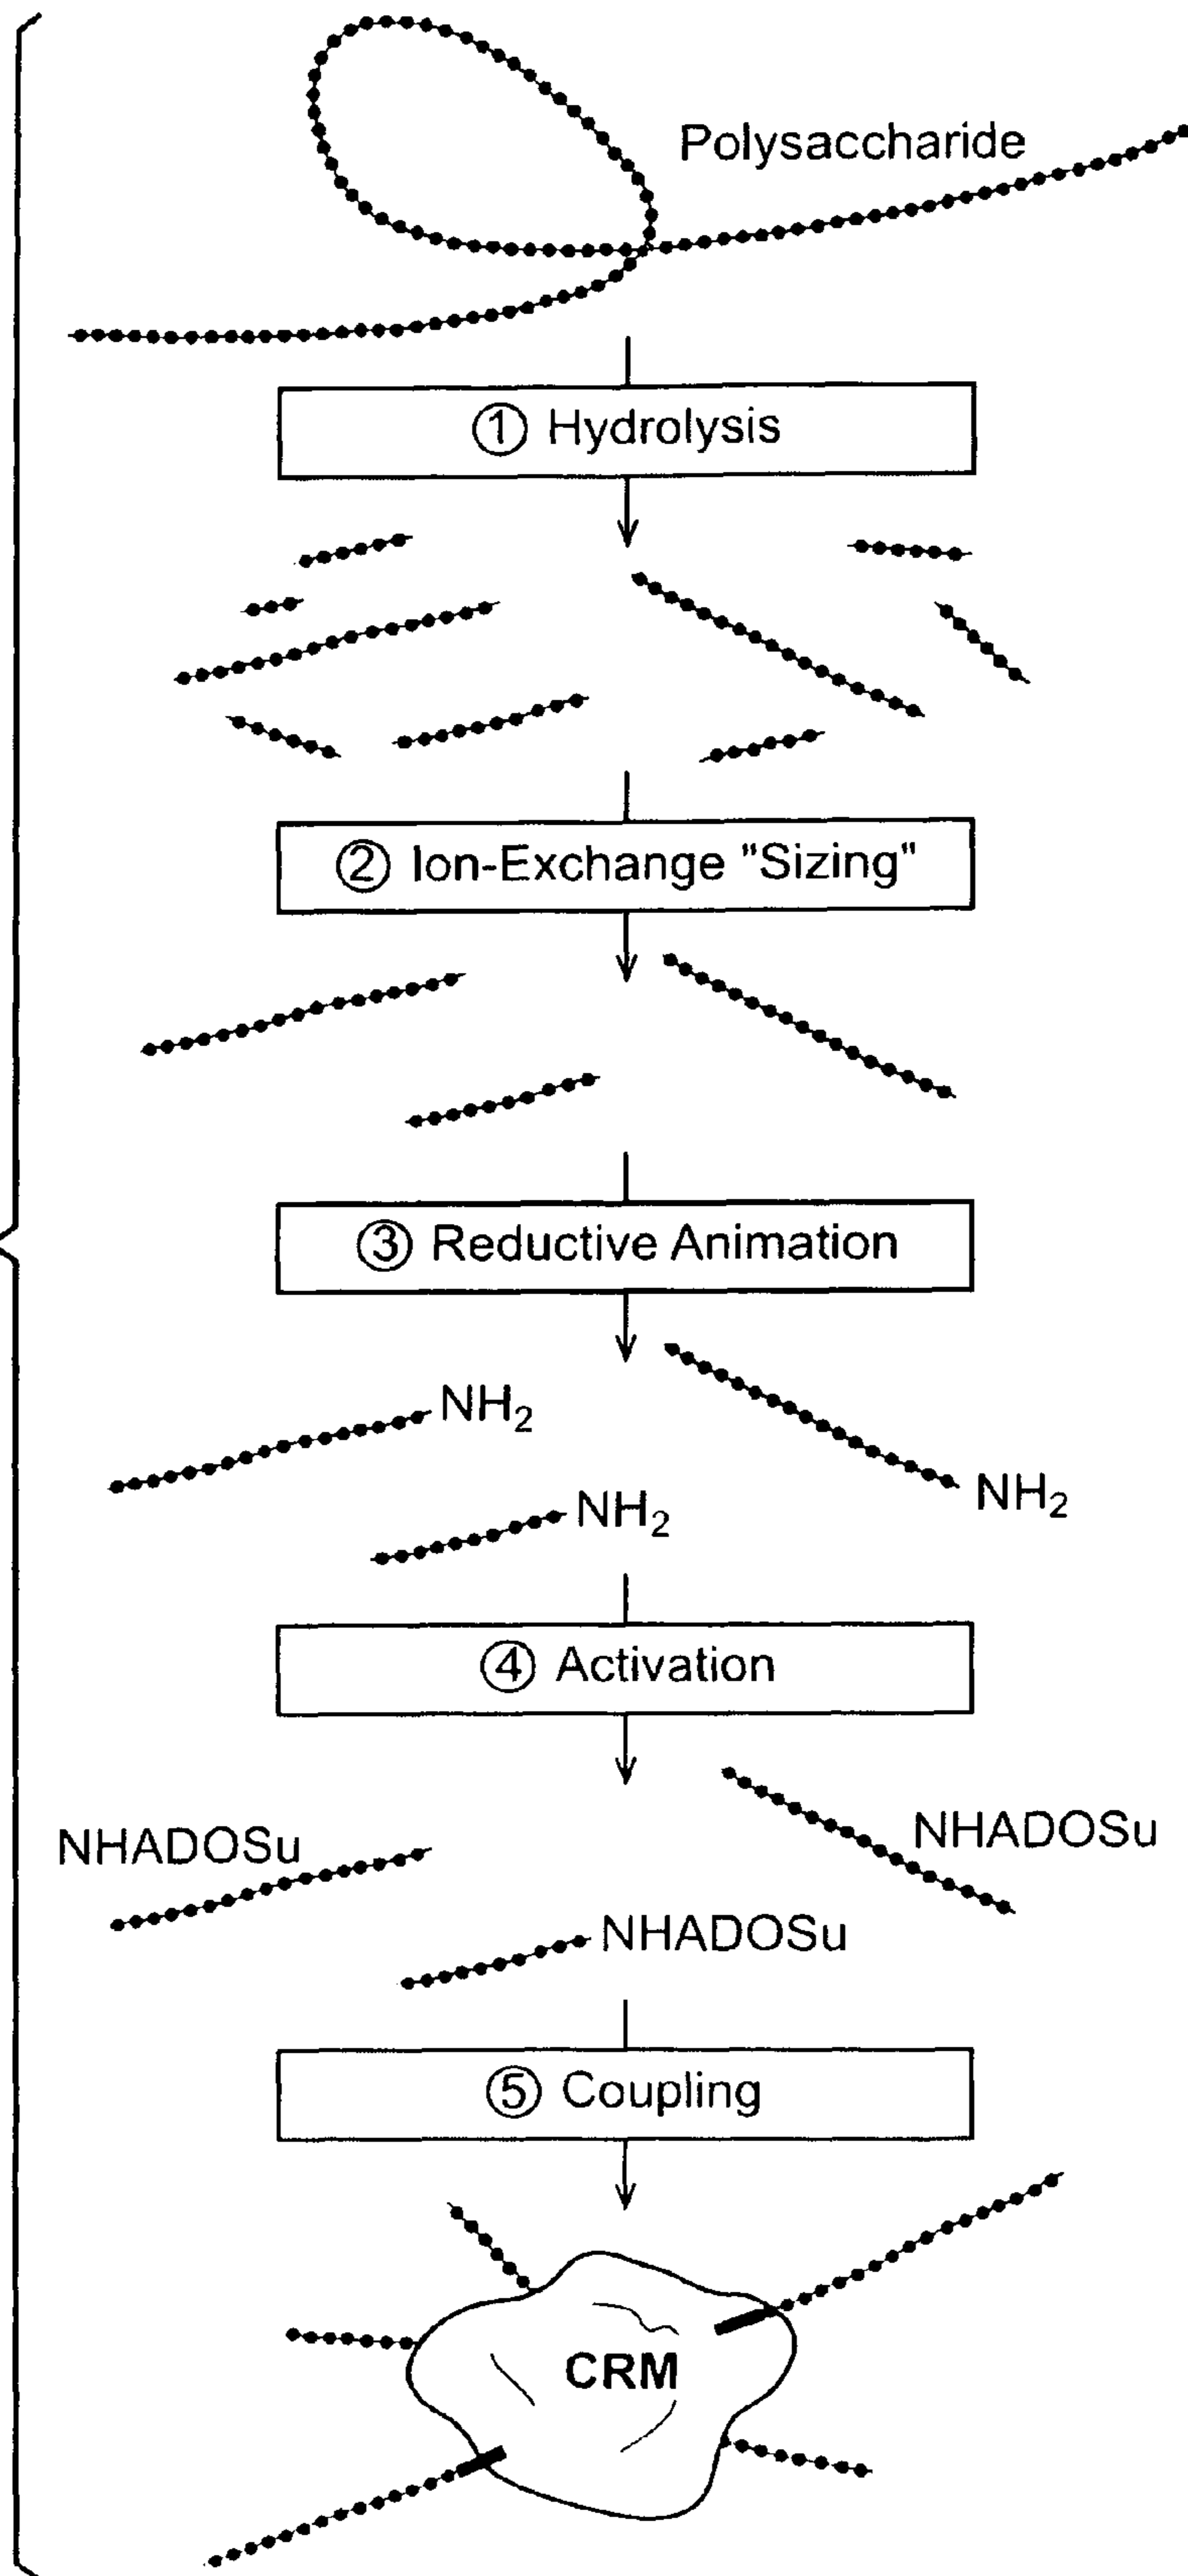 Polysaccharide
① Hydrolysis
② Ion-Exchange "Sizing"
③ Reductive Animation
NH₂
NH₂
NH₂
④ Activation
NHADOSu
NHADOSu
NHADOSu
⑤ Coupling
CRM